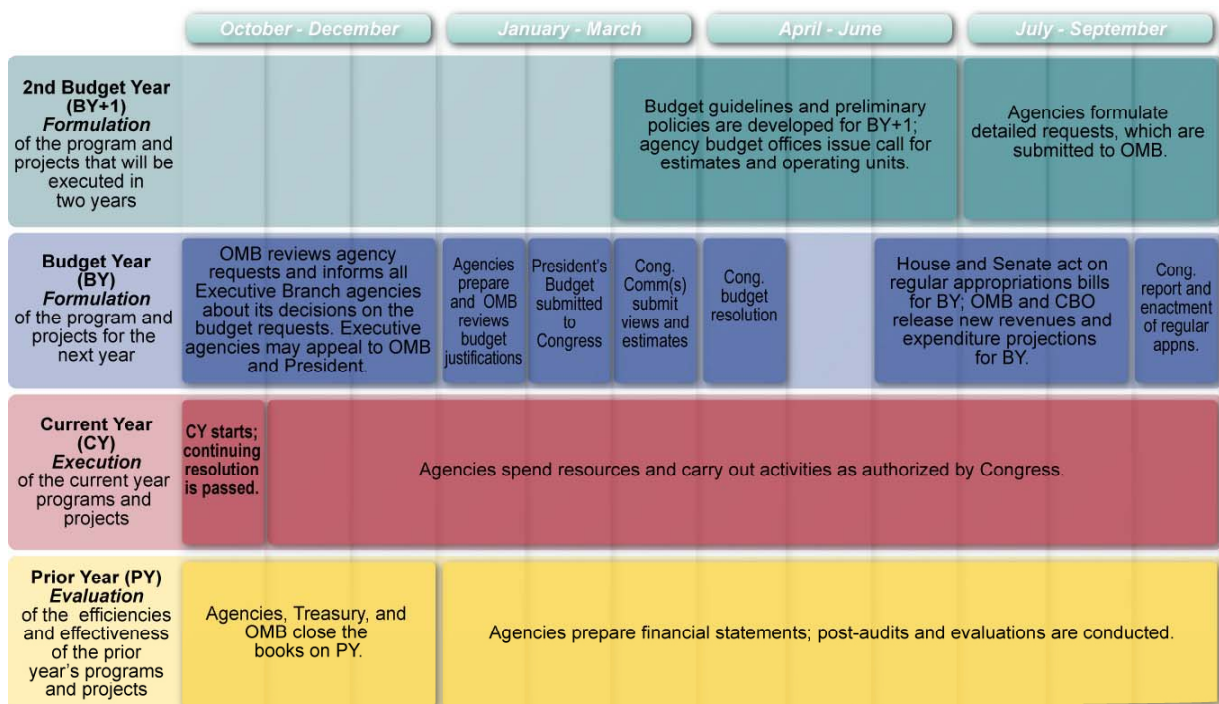 October - December
January - March
April - June
July - September
2nd Budget Year
(BY+1)
Formulation
of the program and
projects that will be
executed in
two years
Budget guidelines and preliminary
policies are developed for BY+1;
agency budget offices issue call for
estimates and operating units.
Agencies formulate
detailed requests, which are
submitted to OMB.
Budget Year
(BY)
Formulation
of the program and
projects for the
next year
OMB reviews agency
requests and informs all
Executive Branch agencies
about its decisions on the
budget requests. Executive
agencies may appeal to OMB
and President.
Agencies
prepare
and OMB
reviews
budget
justifications
President's
Budget
submitted
to
Congress
Cong.
Comm(s)
submit
views and
estimates
Cong.
budget
resolution
House and Senate act on
regular appropriations bills
for BY; OMB and CBO
release new revenues and
expenditure projections
for BY.
Cong.
report and
enactment
of regular
appns.
Current Year
(CY)
Execution
of the current year
programs and
projects
CY starts;
continuing
resolution
is passed.
Agencies spend resources and carry out activities as authorized by Congress.
Prior Year (PY)
Evaluation
of the efficiencies
and effectiveness
of the prior
year's programs
and projects
Agencies, Treasury, and
OMB close the
books on PY.
Agencies prepare financial statements; post-audits and evaluations are conducted.